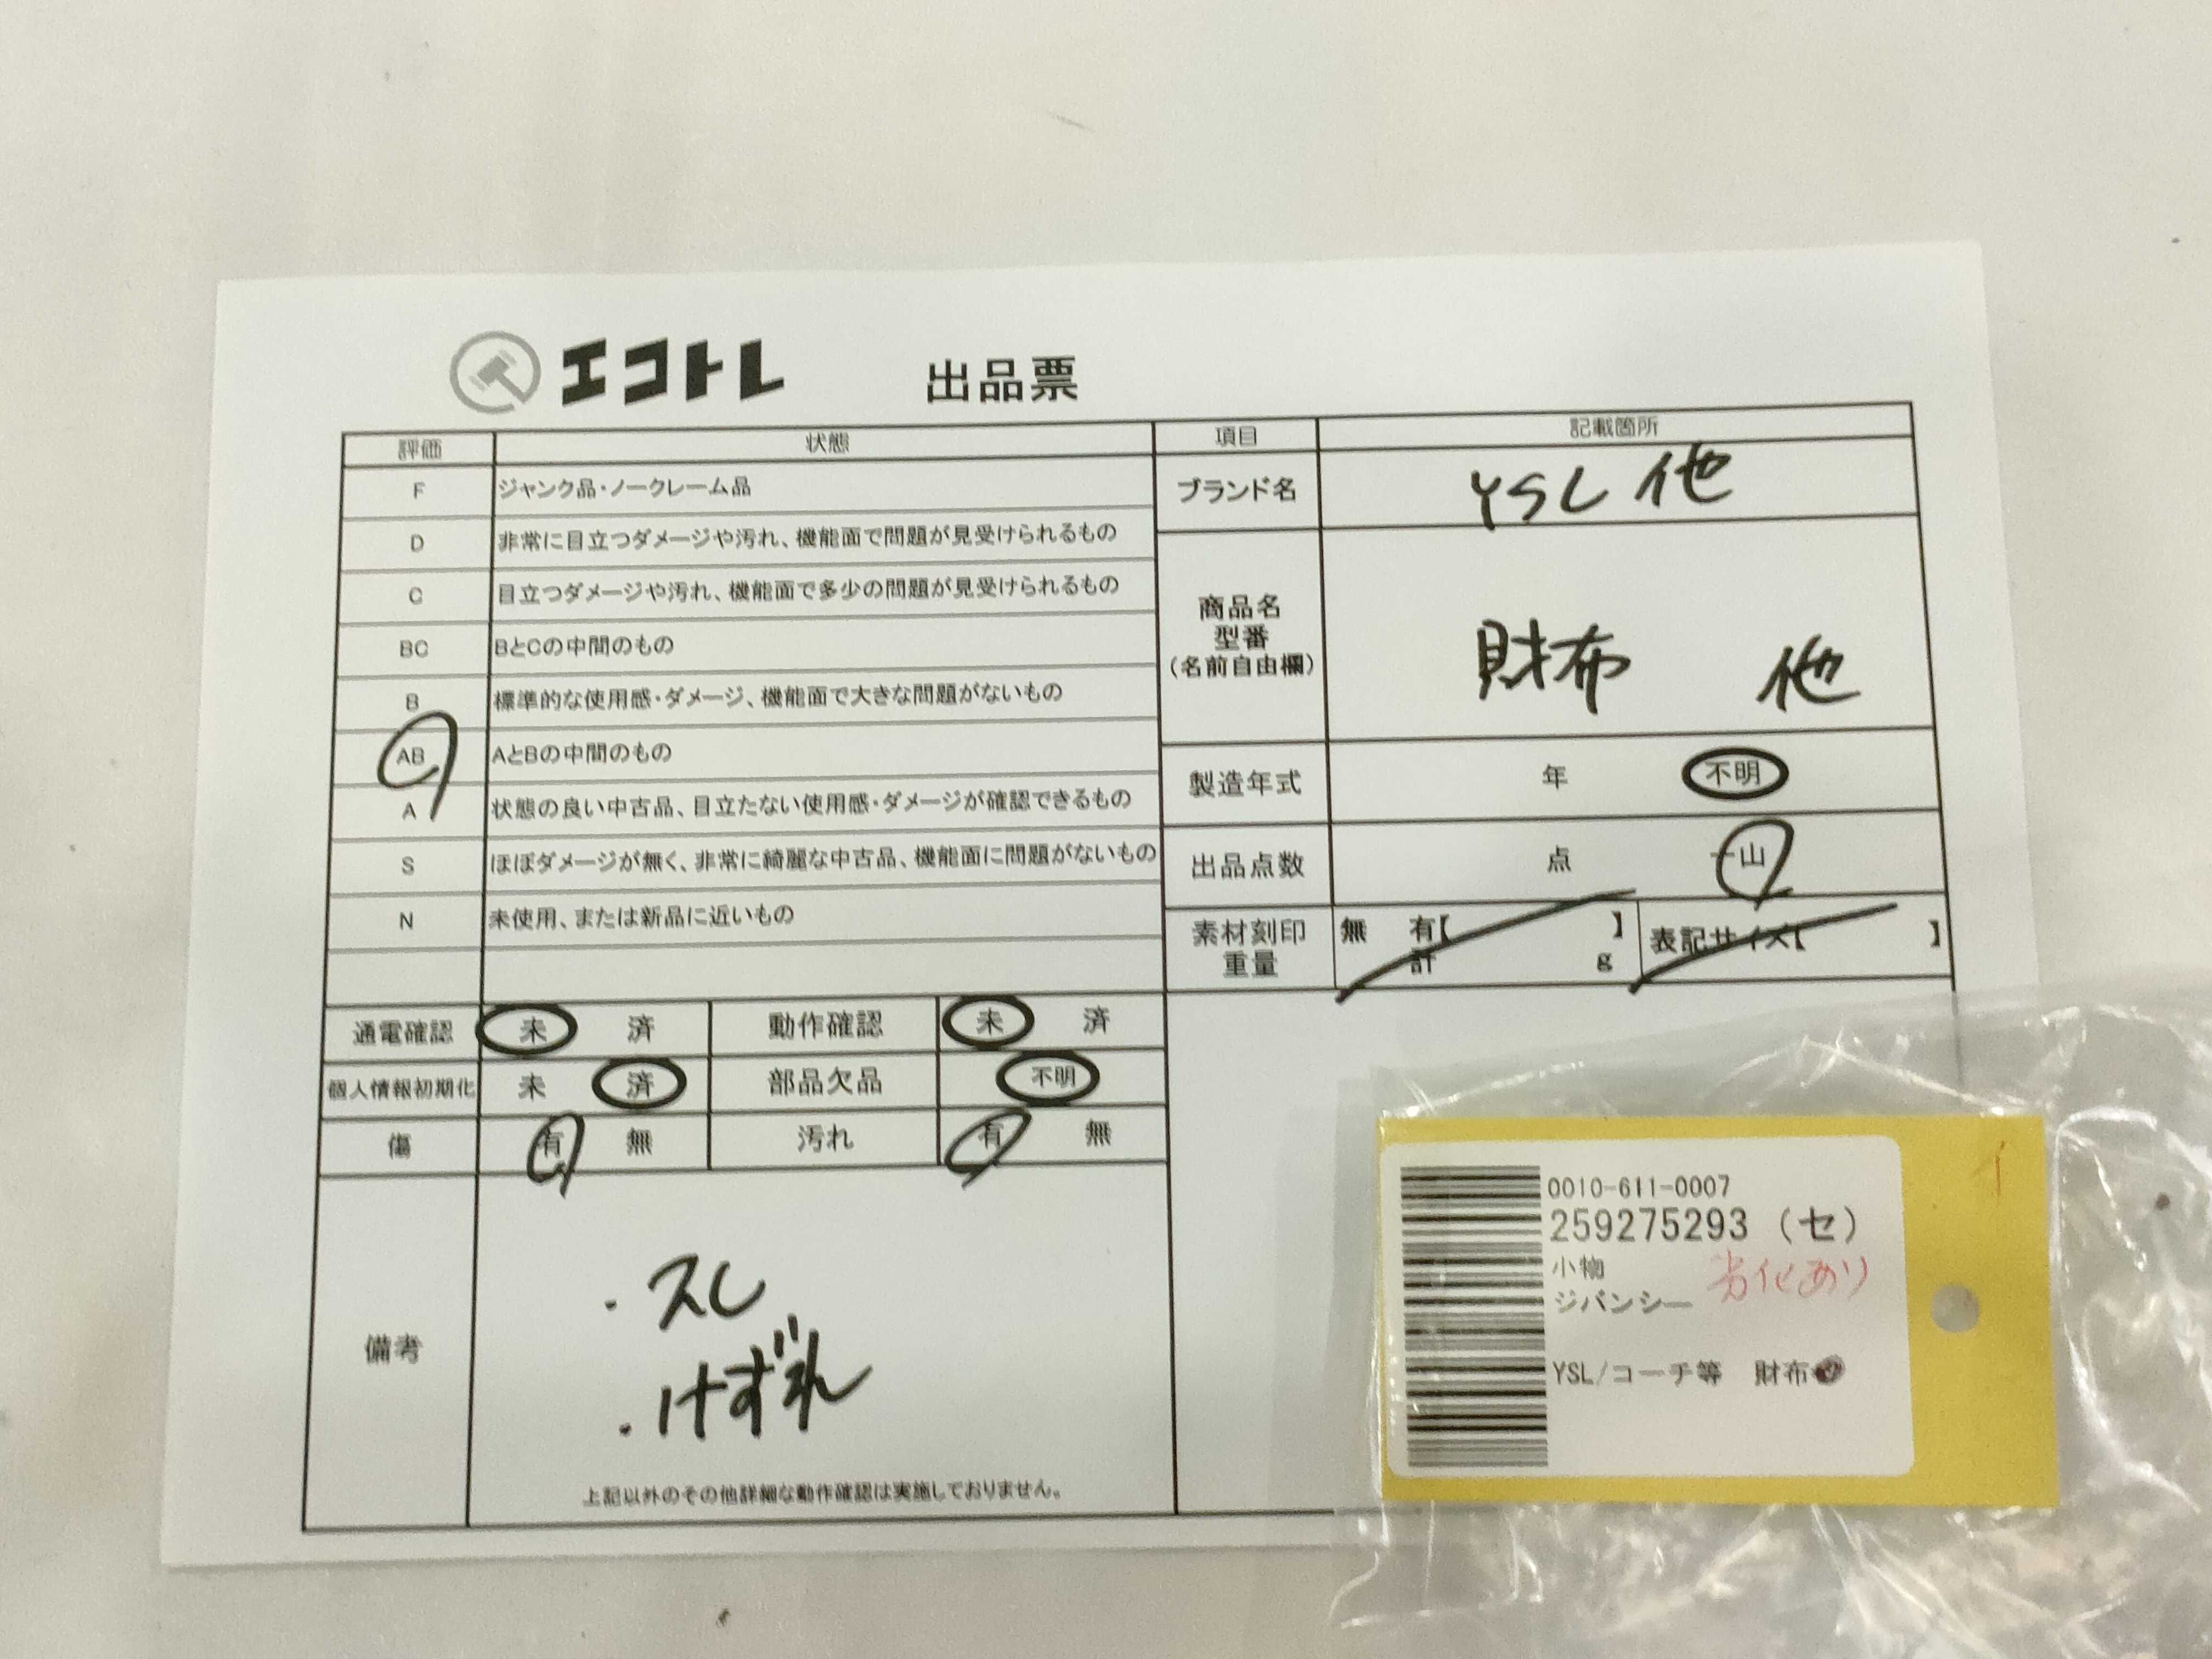 エコトレ 出品票
評価 状態 項目 記載箇所
F ジャンク品・ノークレーム品
D 非常に目立つダメージや汚れ、機能面で問題が見受けられるもの
C 目立つダメージや汚れ、機能面で多少の問題が見受けられるもの
BC BとCの中間のもの
B 標準的な使用感・ダメージ、機能面で大きな問題がないもの
AB AとBの中間のもの
A 状態の良い中古品、目立たない使用感・ダメージが確認できるもの
S ほぼダメージが無く、非常に綺麗な中古品、機能面に問題がないもの
N 未使用、または新品に近いもの
ブランド名 YSL 他
商品名
型番
(名前自由欄)
財布 他
製造年式 年 不明
出品点数 点 一山
素材刻印 無 有【 】 表記サイズ【 】
重量 計 g
通電確認 未 済 動作確認 未 済
個人情報初期化 未 済 部品欠品 不明
傷 有 無 汚れ 有 無
備考
・スレ
・けずれ
上記以外のその他詳細な動作確認は実施しておりません。
0010-611-0007
259275293 (セ)
小物 劣化あり
ジバンシー
YSL/コーチ等 財布
イ